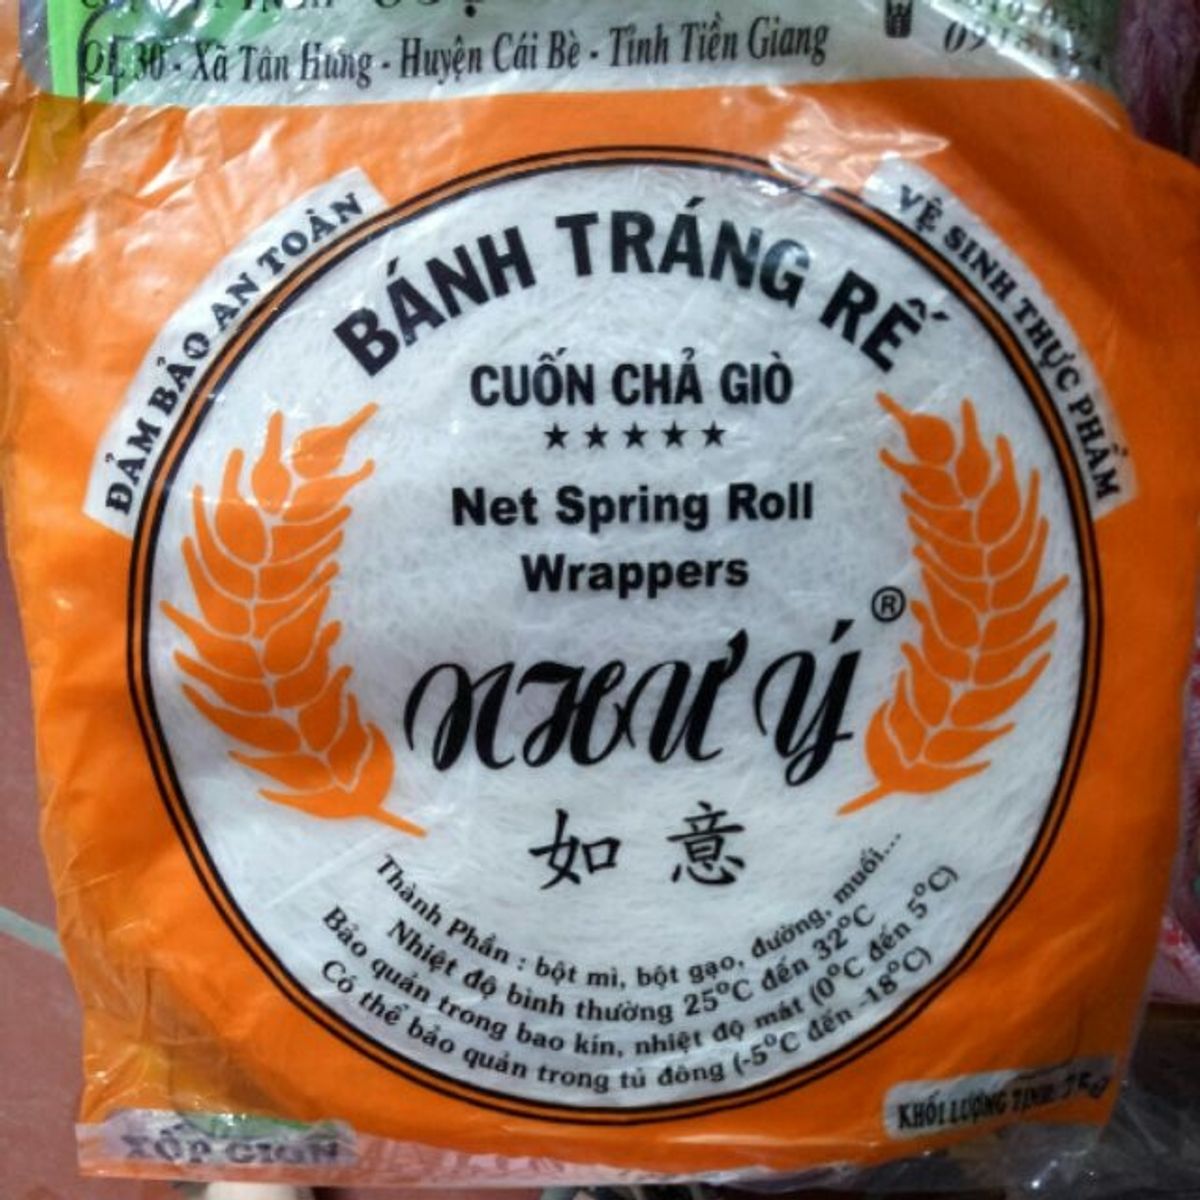 QL 30 - Xã Tân Hưng - Huyện Cái Bè - Tỉnh Tiền Giang
ĐẢM BẢO AN TOÀN
VỆ SINH THỰC PHẨM
BÁNH TRÁNG RẾ
CUỐN CHẢ GIÒ
★★★★★
Net Spring Roll
Wrappers
NHƯ Ý ®
如意
Thành Phần : bột mì, bột gạo, đường, muối...
Nhiệt độ bình thường 25°C đến 32°C
Bảo quản trong bao kín, nhiệt độ mát (0°C đến 5°C)
Có thể bảo quản trong tủ đông (-5°C đến -18°C)
KHỐI LƯỢNG TỊNH:
XỐP GIÒN